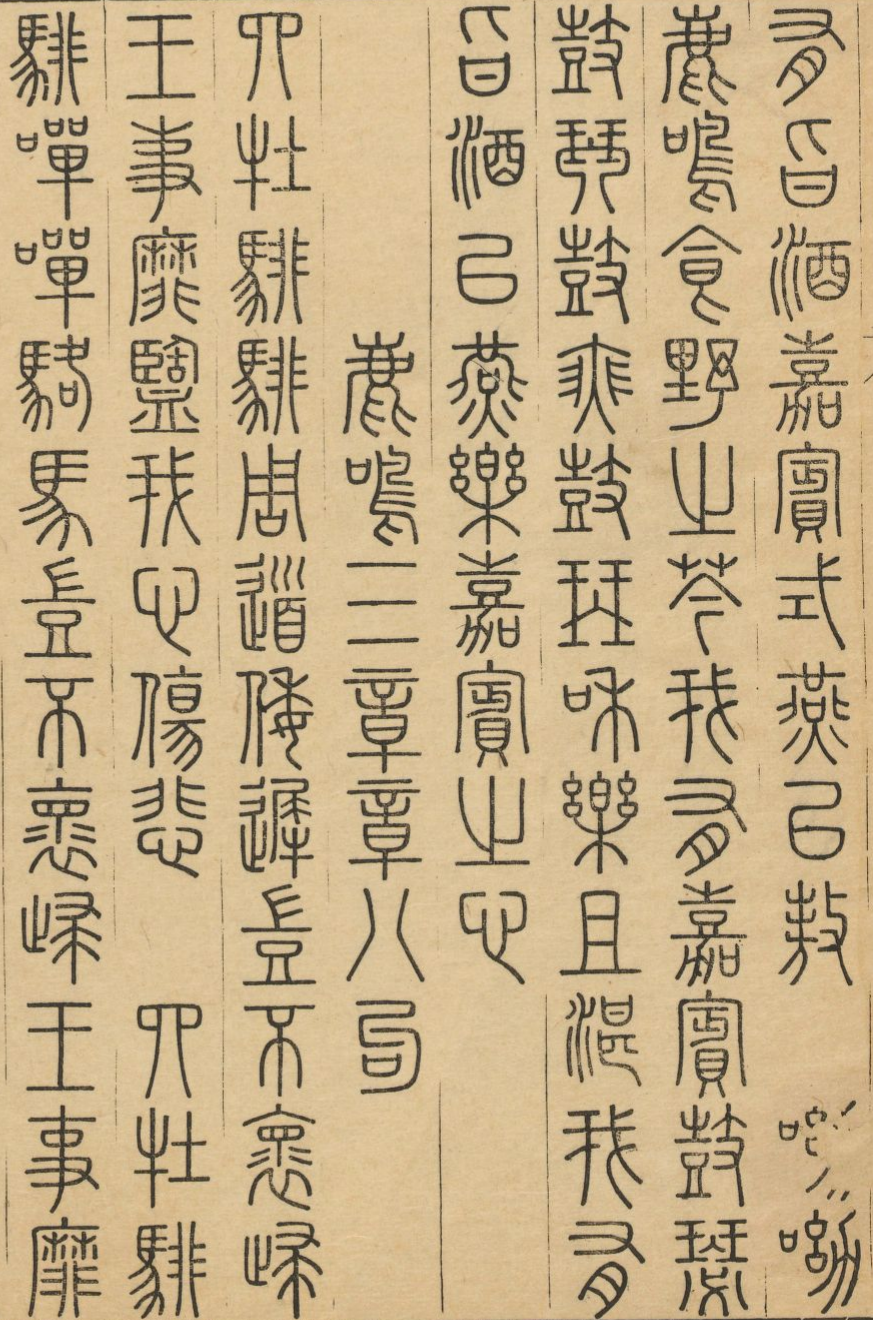 有旨酒嘉賓式燕以敖　呦呦
鹿鳴食野之芩我有嘉賓鼓瑟
鼓琴鼓瑟鼓琴和樂且湛我有
旨酒以燕樂嘉賓之心
鹿鳴三章章八句
四牡騑騑周道倭遲豈不懷歸
王事靡盬我心傷悲　四牡騑
騑嘽嘽駱馬豈不懷歸王事靡